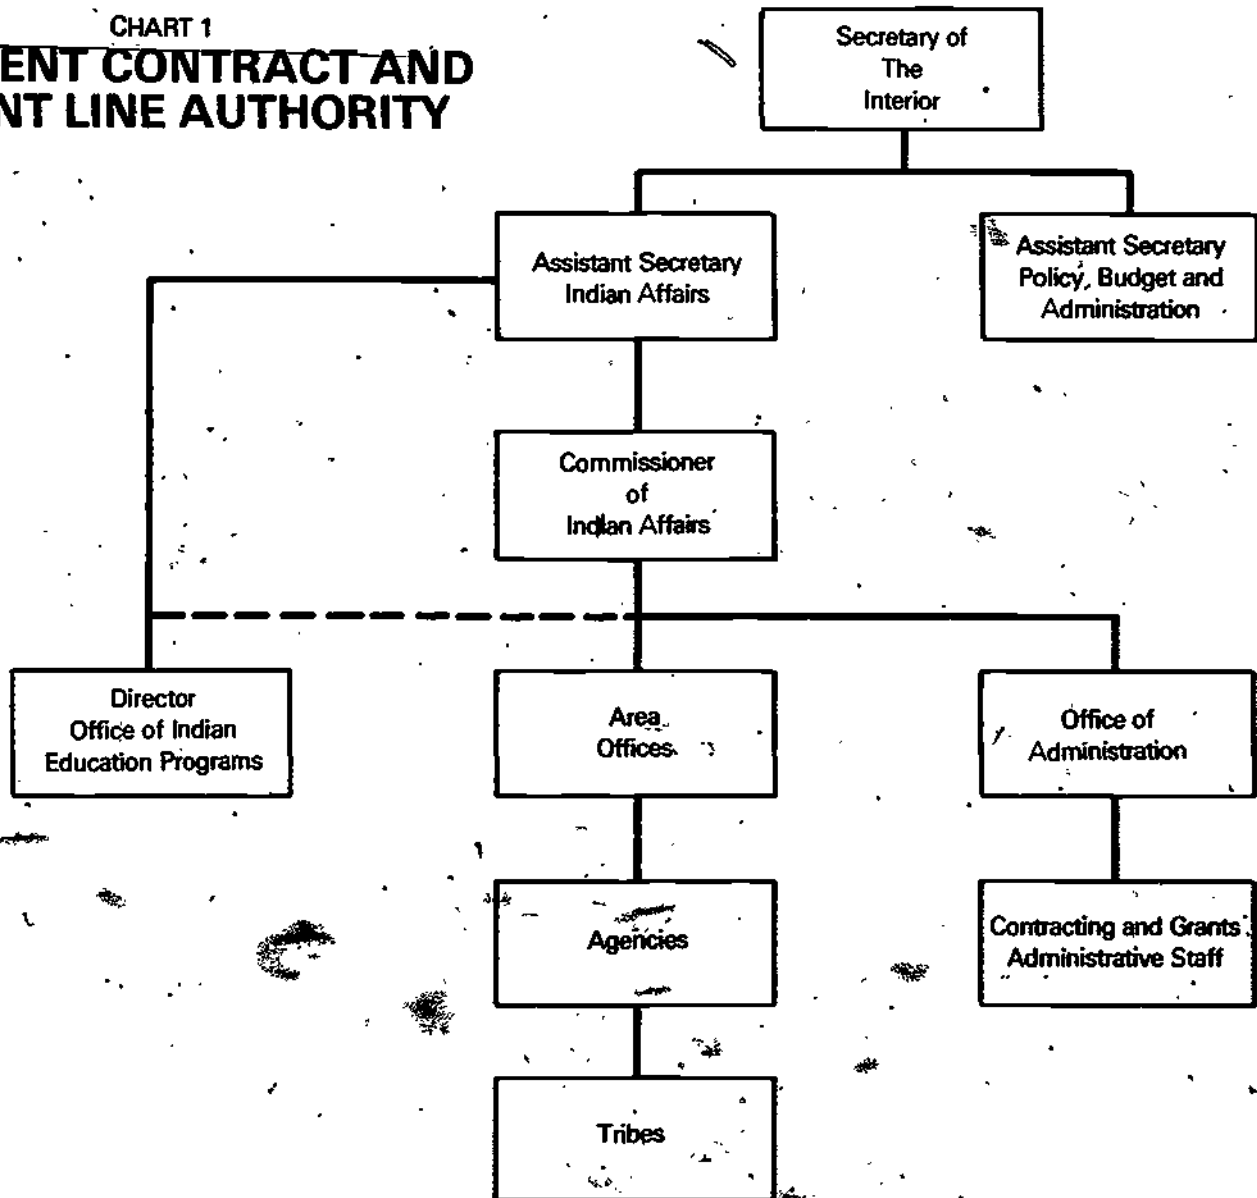 CHART 1
ENT CONTRACT AND
NT LINE AUTHORITY
Secretary of
The
Interior
Assistant Secretary
Indian Affairs
Assistant Secretary
Policy, Budget and
Administration
Commissioner
of
Indian Affairs
Director
Office of Indian
Education Programs
Area
Offices
Office of
Administration
Agencies
Contracting and Grants
Administrative Staff
Tribes